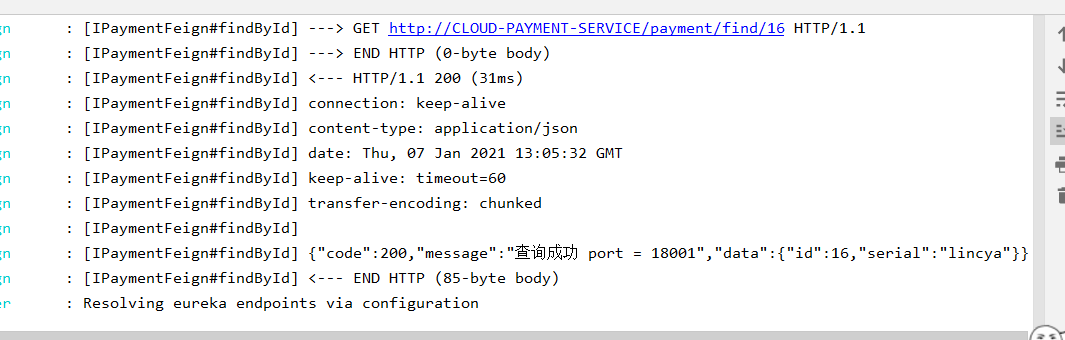 gn : [IPaymentFeign#findById] ---> GET http://CLOUD-PAYMENT-SERVICE/payment/find/16 HTTP/1.1
gn : [IPaymentFeign#findById] ---> END HTTP (0-byte body)
gn : [IPaymentFeign#findById] <--- HTTP/1.1 200 (31ms)
gn : [IPaymentFeign#findById] connection: keep-alive
gn : [IPaymentFeign#findById] content-type: application/json
gn : [IPaymentFeign#findById] date: Thu, 07 Jan 2021 13:05:32 GMT
gn : [IPaymentFeign#findById] keep-alive: timeout=60
gn : [IPaymentFeign#findById] transfer-encoding: chunked
gn : [IPaymentFeign#findById]
gn : [IPaymentFeign#findById] {"code":200,"message":"查询成功 port = 18001","data":{"id":16,"serial":"lincya"}}
gn : [IPaymentFeign#findById] <--- END HTTP (85-byte body)
er : Resolving eureka endpoints via configuration